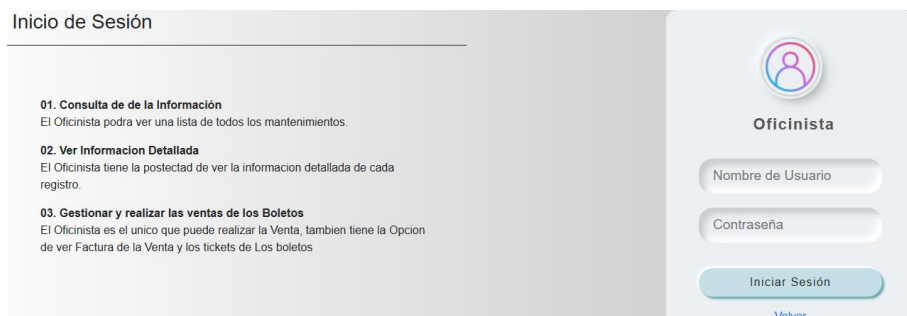 Inicio de Sesión
01. Consulta de de la Información
El Oficinista podra ver una lista de todos los mantenimientos.
02. Ver Informacion Detallada
El Oficinista tiene la postectad de ver la informacion detallada de cada
registro.
03. Gestionar y realizar las ventas de los Boletos
El Oficinista es el unico que puede realizar la Venta, tambien tiene la Opcion
de ver Factura de la Venta y los tickets de Los boletos
Oficinista
Nombre de Usuario
Contraseña
Iniciar Sesión
Volver